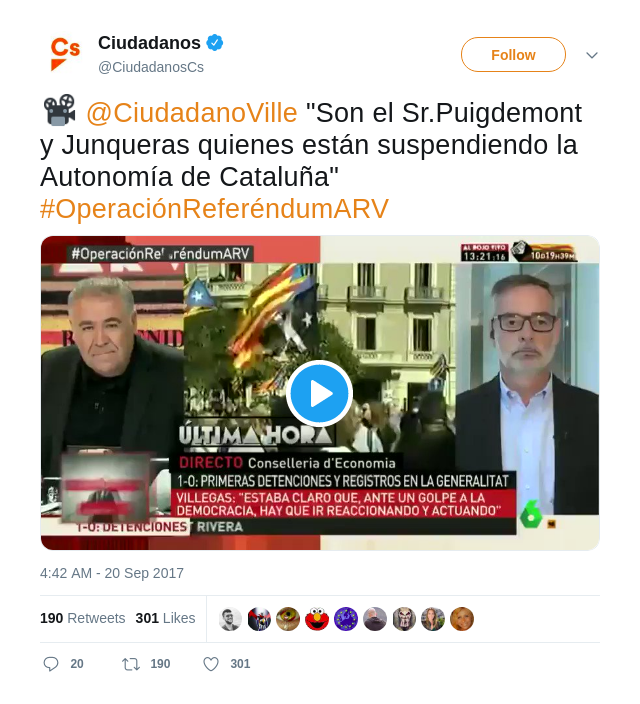 Cs
Ciudadanos
@CiudadanosCs
Follow
@CiudadanoVille "Son el Sr.Puigdemont
y Junqueras quienes están suspendiendo la
Autonomía de Cataluña"
#OperaciónReferéndumARV
#OperaciónReferéndumARV
AL ROJO VIVO
13:21:16
10D19H39M
ÚLTIMA HORA
DIRECTO Conselleria d'Economia
1-O: PRIMERAS DETENCIONES Y REGISTROS EN LA GENERALITAT
VILLEGAS: "ESTABA CLARO QUE, ANTE UN GOLPE A LA
DEMOCRACIA, HAY QUE IR REACCIONANDO Y ACTUANDO"
1-O: DETENCIONES RIVERA
4:42 AM - 20 Sep 2017
190 Retweets 301 Likes
20 190 301